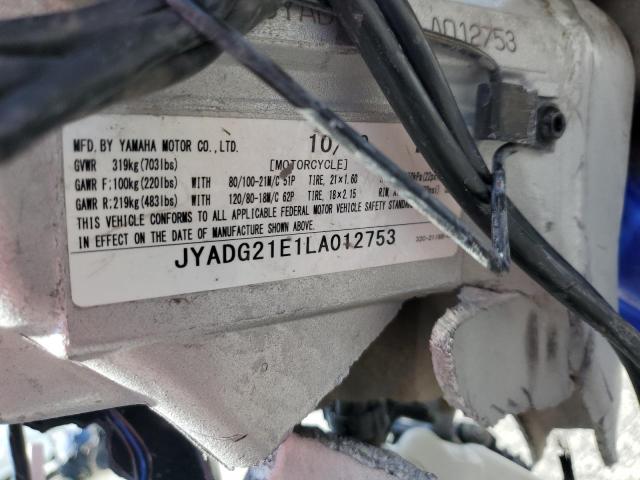 A012753
MFD. BY YAMAHA MOTOR CO., LTD. 10/
GVWR 319kg(703lbs) [MOTORCYCLE]
GAWR F:100kg(220lbs) WITH 80/100-21M/C 51P TIRE, 21×1.60
GAWR R:219kg(483lbs) WITH 120/80-18M/C 62P TIRE, 18×2.15 RIM,
THIS VEHICLE CONFORMS TO ALL APPLICABLE FEDERAL MOTOR VEHICLE SAFETY
IN EFFECT ON THE DATE OF MANUFACTURE SHOWN ABOVE.
JYADG21E1LA012753